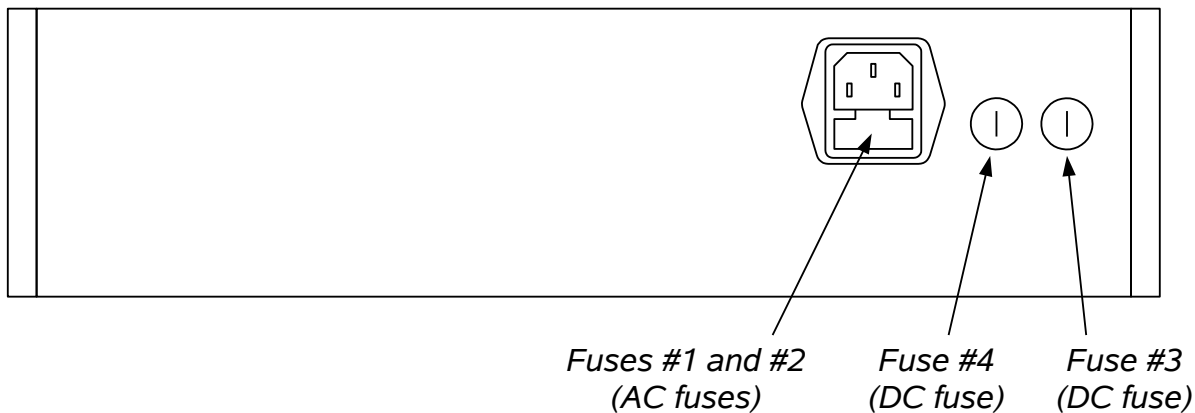 Fuses #1 and #2
(AC fuses)
Fuse #4
(DC fuse)
Fuse #3
(DC fuse)